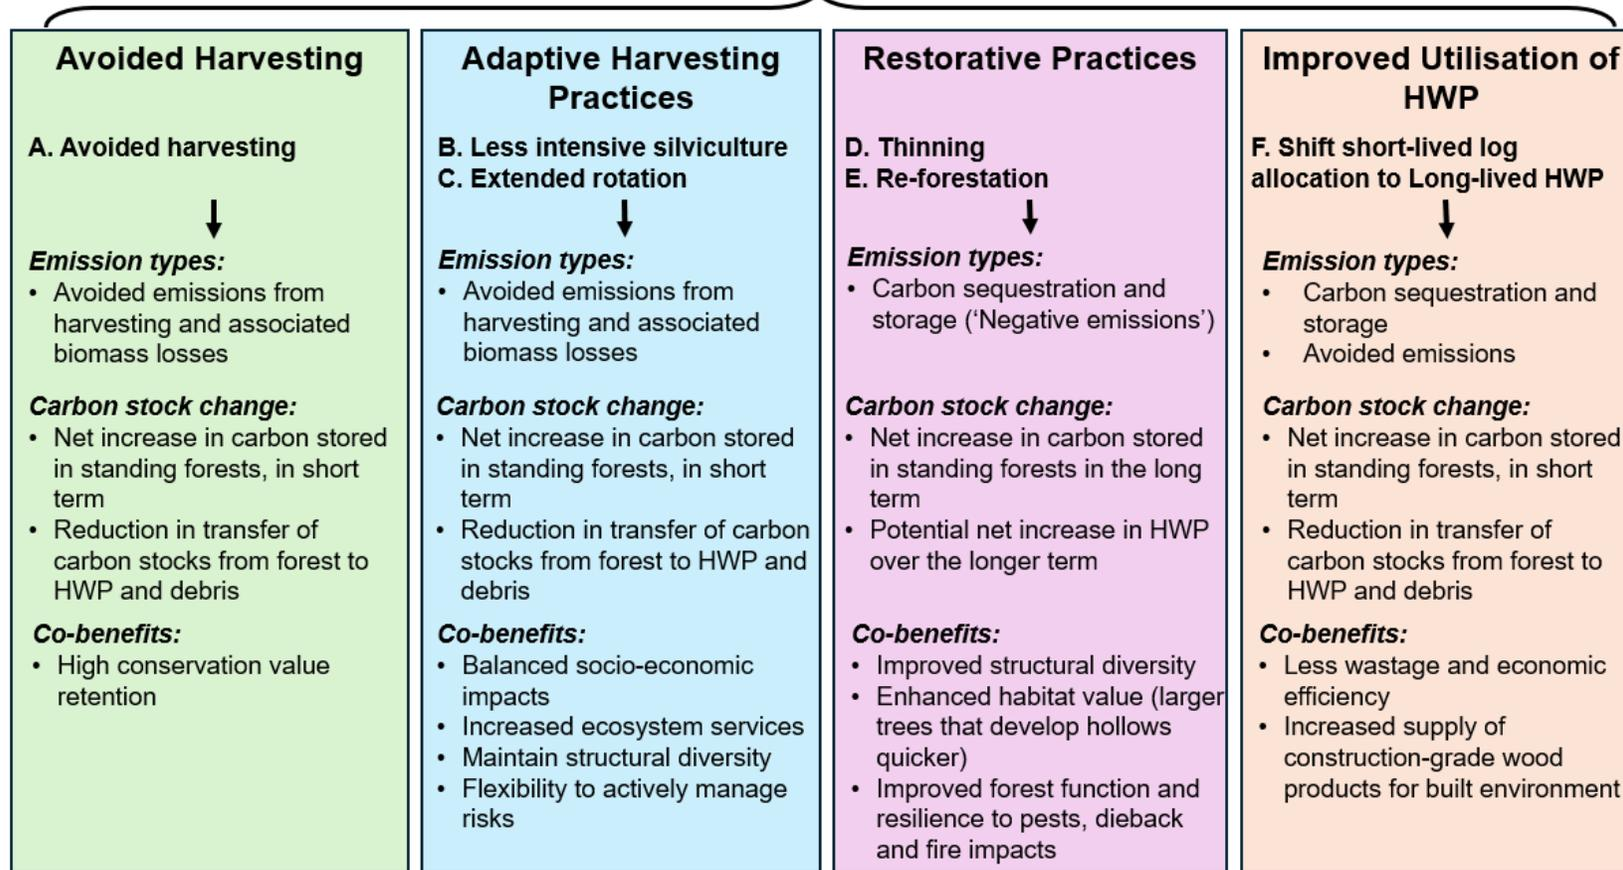 Avoided Harvesting
A. Avoided harvesting
Emission types:
• Avoided emissions from
harvesting and associated
biomass losses
Carbon stock change:
• Net increase in carbon stored
in standing forests, in short
term
• Reduction in transfer of
carbon stocks from forest to
HWP and debris
Co-benefits:
• High conservation value
retention
Adaptive Harvesting
Practices
B. Less intensive silviculture
C. Extended rotation
Emission types:
• Avoided emissions from
harvesting and associated
biomass losses
Carbon stock change:
• Net increase in carbon stored
in standing forests, in short
term
• Reduction in transfer of carbon
stocks from forest to HWP and
debris
Co-benefits:
• Balanced socio-economic
impacts
• Increased ecosystem services
• Maintain structural diversity
• Flexibility to actively manage
risks
Restorative Practices
D. Thinning
E. Re-forestation
Emission types:
• Carbon sequestration and
storage (‘Negative emissions’)
Carbon stock change:
• Net increase in carbon stored
in standing forests in the long
term
• Potential net increase in HWP
over the longer term
Co-benefits:
• Improved structural diversity
• Enhanced habitat value (larger
trees that develop hollows
quicker)
• Improved forest function and
resilience to pests, dieback
and fire impacts
Improved Utilisation of
HWP
F. Shift short-lived log
allocation to Long-lived HWP
Emission types:
• Carbon sequestration and
storage
• Avoided emissions
Carbon stock change:
• Net increase in carbon stored
in standing forests, in short
term
• Reduction in transfer of
carbon stocks from forest to
HWP and debris
Co-benefits:
• Less wastage and economic
efficiency
• Increased supply of
construction-grade wood
products for built environment